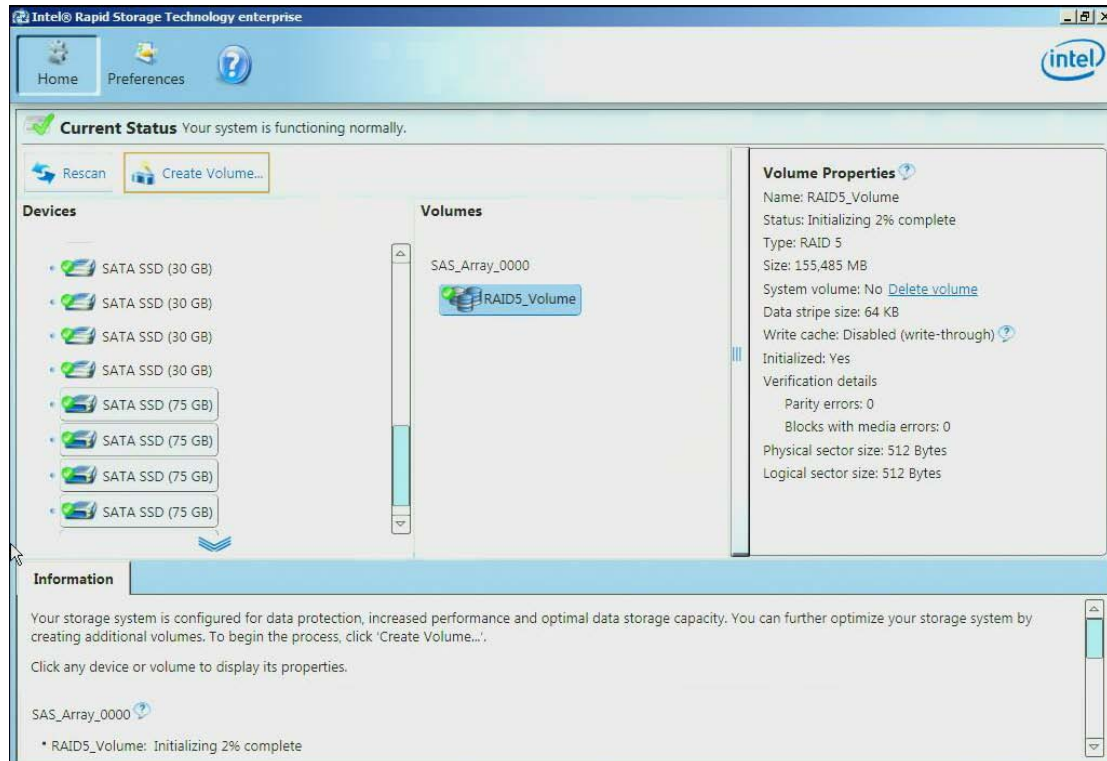 Intel® Rapid Storage Technology enterprise
Home
Preferences
intel
Current Status Your system is functioning normally.
Rescan
Create Volume...
Devices
SATA SSD (30 GB)
SATA SSD (30 GB)
SATA SSD (30 GB)
SATA SSD (30 GB)
SATA SSD (75 GB)
SATA SSD (75 GB)
SATA SSD (75 GB)
SATA SSD (75 GB)
Volumes
SAS_Array_0000
RAID5_Volume
Volume Properties
Name: RAID5_Volume
Status: Initializing 2% complete
Type: RAID 5
Size: 155,485 MB
System volume: No Delete volume
Data stripe size: 64 KB
Write cache: Disabled (write-through)
Initialized: Yes
Verification details
Parity errors: 0
Blocks with media errors: 0
Physical sector size: 512 Bytes
Logical sector size: 512 Bytes
Information
Your storage system is configured for data protection, increased performance and optimal data storage capacity. You can further optimize your storage system by
creating additional volumes. To begin the process, click 'Create Volume...'.
Click any device or volume to display its properties.
SAS_Array_0000
• RAID5_Volume: Initializing 2% complete